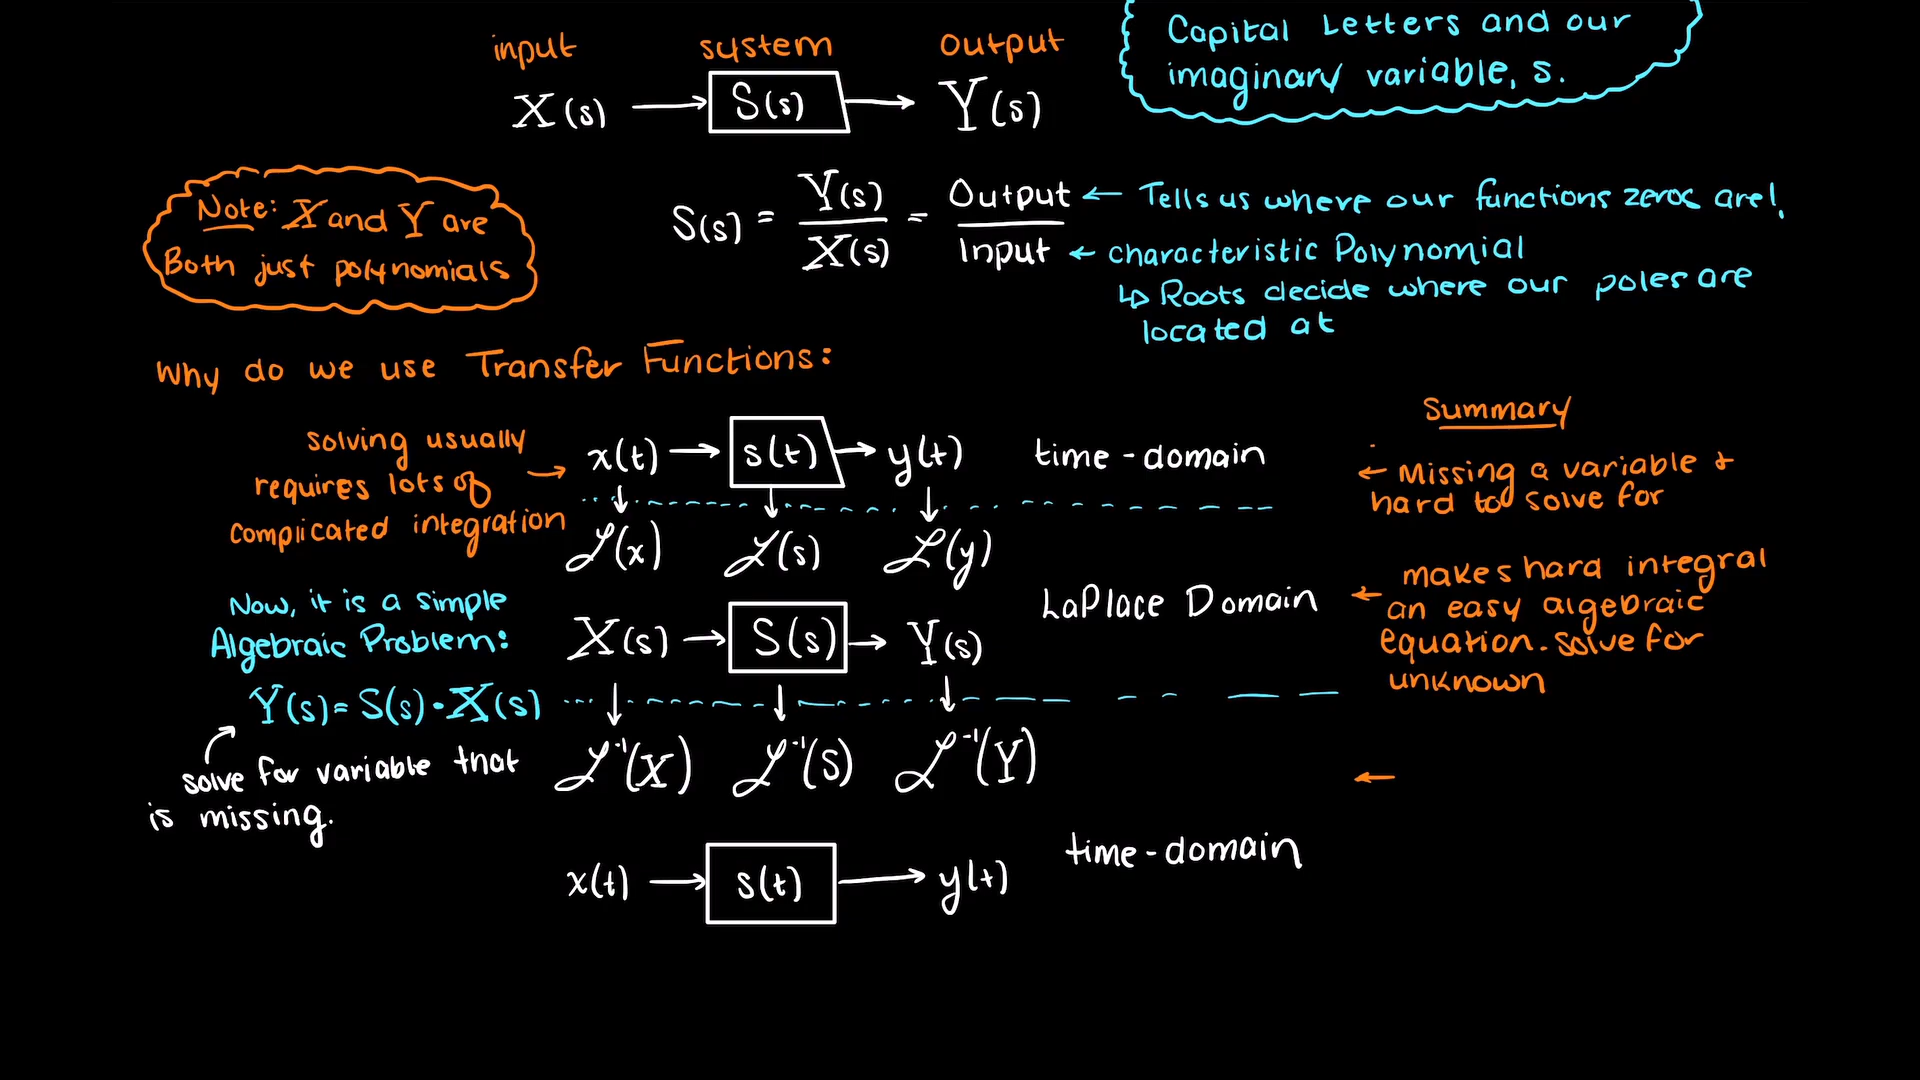 input system output
X(s) → S(s) → Y(s)
Capital Letters and our
imaginary variable, s.
Note: X and Y are
Both just polynomials
S(s) = Y(s)/X(s) = Output/Input
← Tells us where our functions zeros are!
← characteristic Polynomial
↳ Roots decide where our poles are
located at
Why do we use Transfer Functions:
solving usually
requires lots of →
complicated integration
x(t) → s(t) → y(t) time-domain
ℒ(x) ℒ(s) ℒ(y)
Now, it is a simple
Algebraic Problem:
Y(s) = S(s) · X(s)
solve for variable that
is missing.
X(s) → S(s) → Y(s) LaPlace Domain
ℒ⁻¹(X) ℒ⁻¹(S) ℒ⁻¹(Y)
x(t) → s(t) → y(t) time-domain
Summary
← Missing a variable &
hard to solve for
← makes hard integral
an easy algebraic
equation. solve for
unknown
←